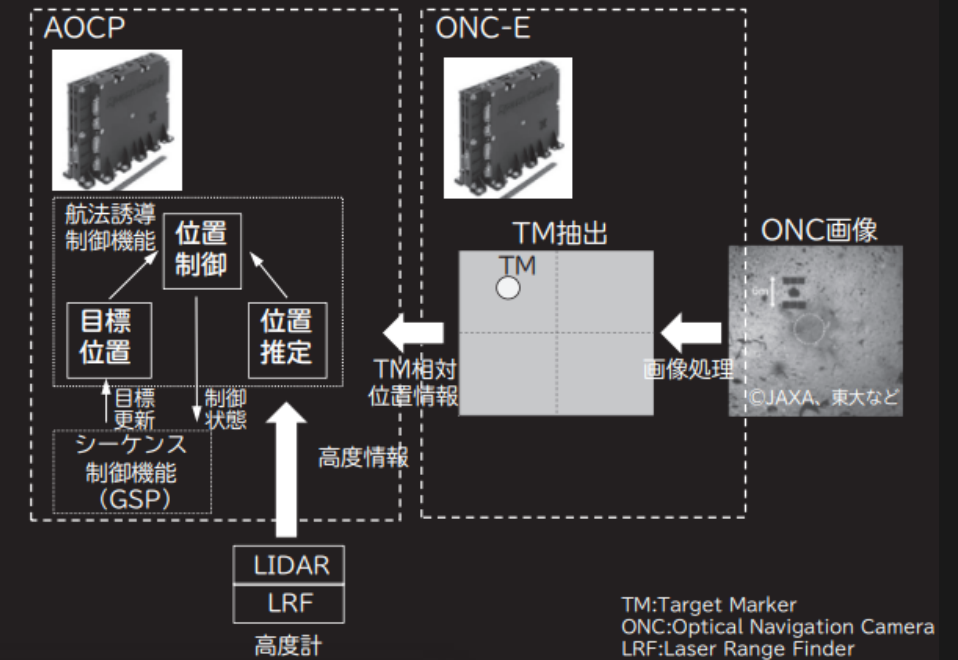 AOCP
航法誘導
制御機能
位置
制御
目標
位置
位置
推定
目標
更新
制御
状態
シーケンス
制御機能
(GSP)
ONC-E
TM抽出
TM
TM相対
位置情報
画像処理
ONC画像
6m
©JAXA、東大など
高度情報
LIDAR
LRF
高度計
TM:Target Marker
ONC:Optical Navigation Camera
LRF:Laser Range Finder